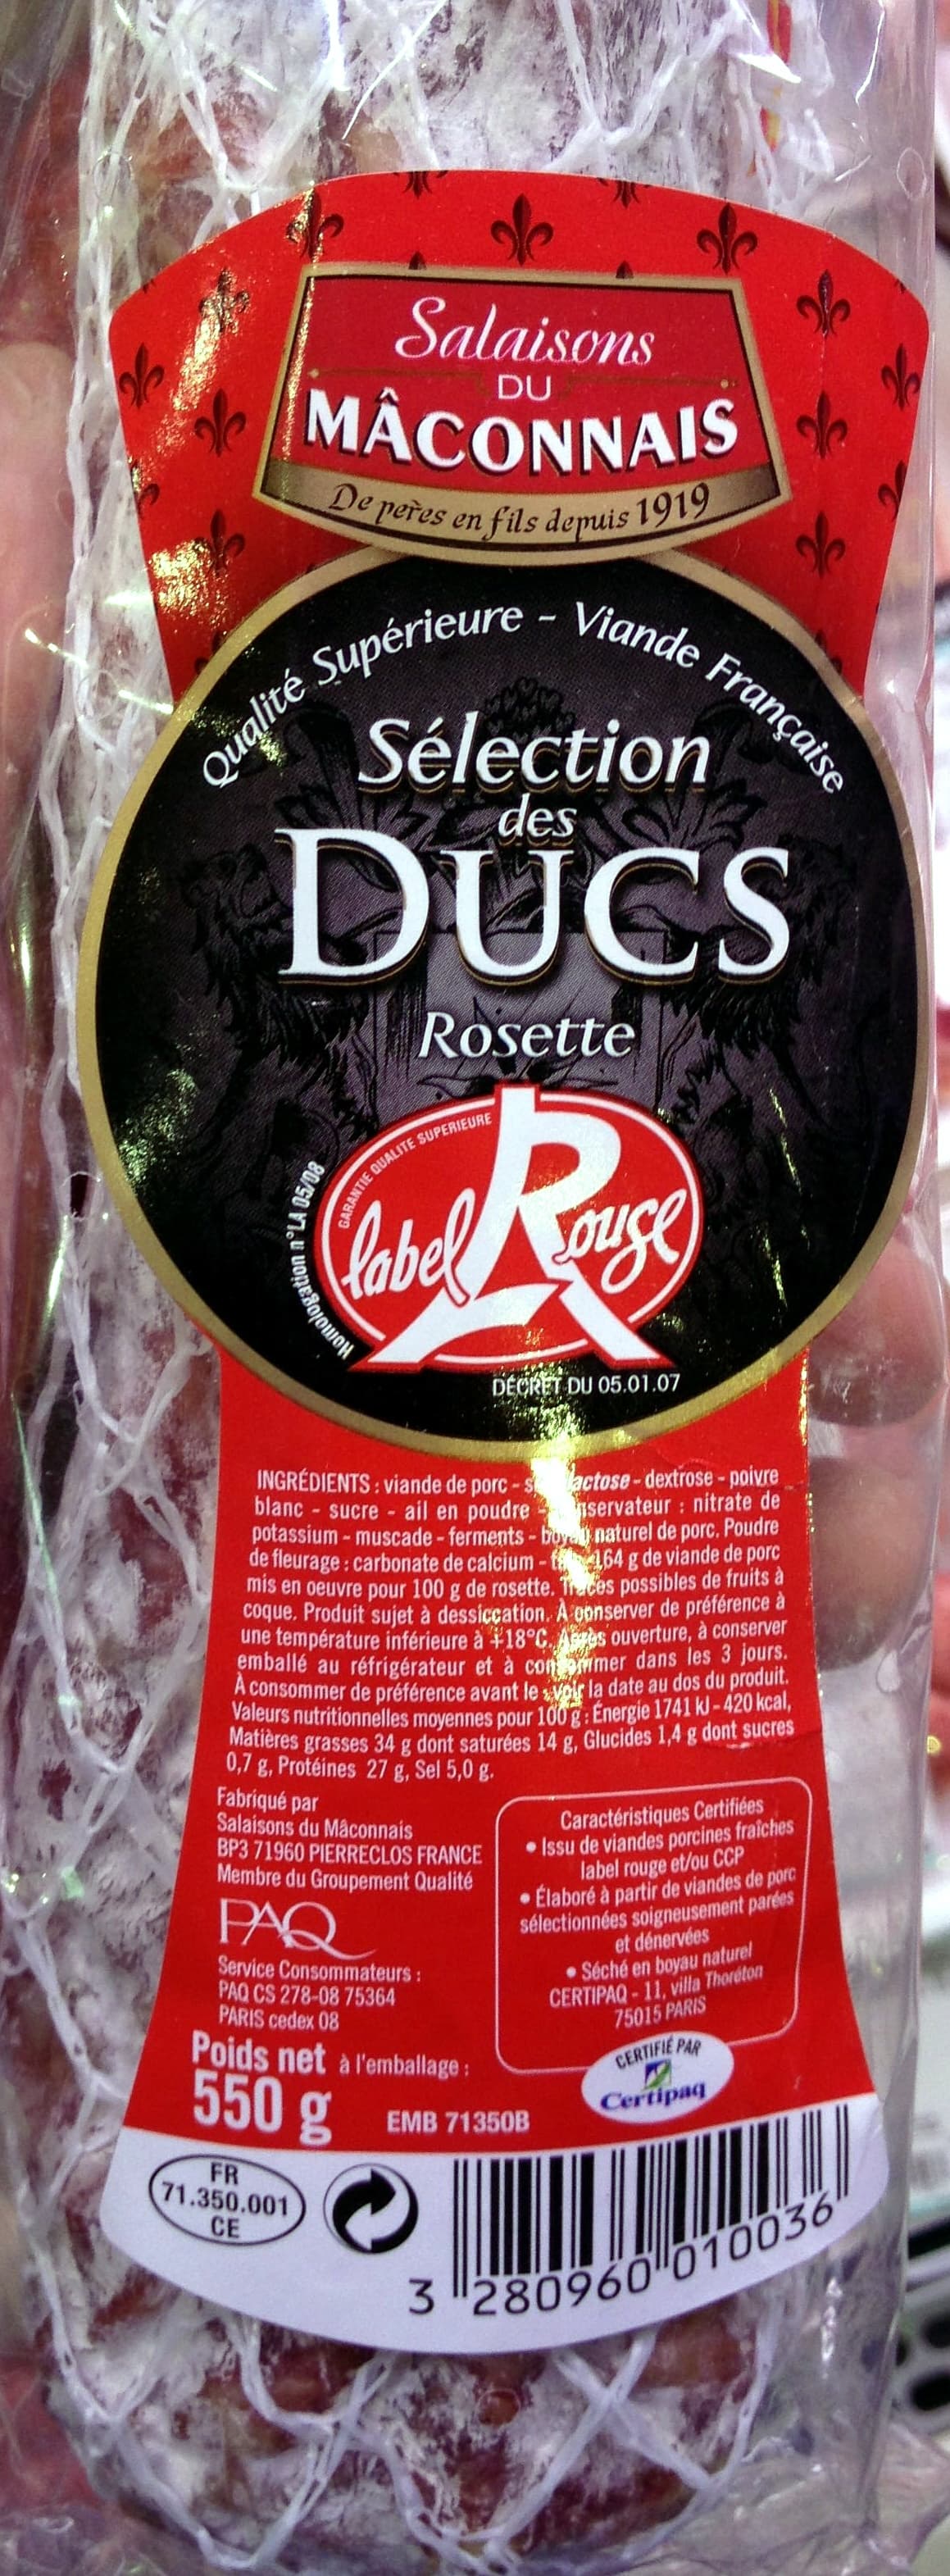 Salaisons
DU
MÂCONNAIS
De pères en fils depuis 1919
Qualité Supérieure - Viande Française
Sélection
des
DUCS
Rosette
GARANTIE QUALITE SUPERIEURE
label Rouge
Homologation n°LA 05/08
DÉCRET DU 05.01.07
INGRÉDIENTS : viande de porc - lactose - dextrose - poivre
blanc - sucre - ail en poudre - conservateur : nitrate de
potassium - muscade - ferments - boyau naturel de porc. Poudre
de fleurage : carbonate de calcium - 164 g de viande de porc
mis en oeuvre pour 100 g de rosette. Traces possibles de fruits à
coque. Produit sujet à dessiccation. À conserver de préférence à
une température inférieure à +18°C. Après ouverture, à conserver
emballé au réfrigérateur et à consommer dans les 3 jours.
À consommer de préférence avant le : voir la date au dos du produit.
Valeurs nutritionnelles moyennes pour 100 g : Énergie 1741 kJ - 420 kcal,
Matières grasses 34 g dont saturées 14 g, Glucides 1,4 g dont sucres
0,7 g, Protéines 27 g, Sel 5,0 g.
Fabriqué par
Salaisons du Mâconnais
BP3 71960 PIERRECLOS FRANCE
Membre du Groupement Qualité
PAQ
Service Consommateurs :
PAQ CS 278-08 75364
PARIS cedex 08
Caractéristiques Certifiées
• Issu de viandes porcines fraîches
label rouge et/ou CCP
• Élaboré à partir de viandes de porc
sélectionnées soigneusement parées
et dénervées
• Séché en boyau naturel
CERTIPAQ - 11, villa Thoréton
75015 PARIS
CERTIFIÉ PAR
Certipaq
Poids net à l'emballage :
550 g
EMB 71350B
FR
71.350.001
CE
3 280960 010036